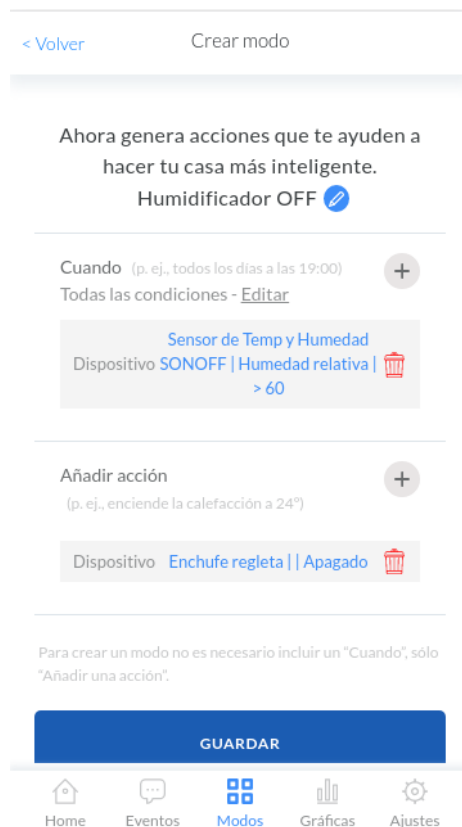 < Volver
Crear modo
Ahora genera acciones que te ayuden a
hacer tu casa más inteligente.
Humidificador OFF
Cuando (p. ej., todos los días a las 19:00)
Todas las condiciones - Editar
Sensor de Temp y Humedad
Dispositivo SONOFF | Humedad relativa |
> 60
Añadir acción
(p. ej., enciende la calefacción a 24º)
Dispositivo Enchufe regleta | | Apagado
Para crear un modo no es necesario incluir un "Cuando", sólo
"Añadir una acción".
GUARDAR
Home Eventos Modos Gráficas Ajustes